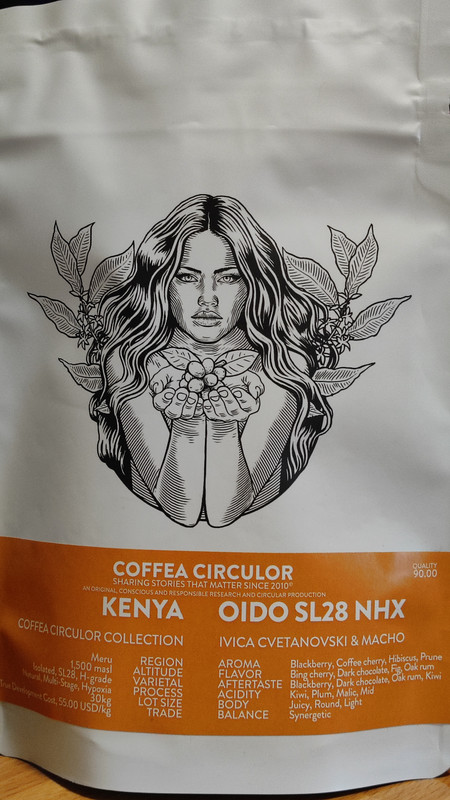 COFFEA CIRCULOR
SHARING STORIES THAT MATTER SINCE 2010®
AN ORIGINAL, CONSCIOUS AND RESPONSIBLE RESEARCH AND CIRCULAR PRODUCTION
QUALITY
90.00
KENYA
OIDO SL28 NHX
COFFEA CIRCULOR COLLECTION
IVICA CVETANOVSKI & MACHO
Meru REGION
1,500 masl ALTITUDE
Isolated, SL28, H-grade VARIETAL
Natural, Multi-Stage, Hypoxia PROCESS
30kg LOT SIZE
True Development Cost, 55.00 USD/kg TRADE
AROMA Blackberry, Coffee cherry, Hibiscus, Prune
FLAVOR Bing cherry, Dark chocolate, Fig, Oak rum
AFTERTASTE Blackberry, Dark chocolate, Oak rum, Kiwi
ACIDITY Kiwi, Plum, Malic, Mid
BODY Juicy, Round, Light
BALANCE Synergetic